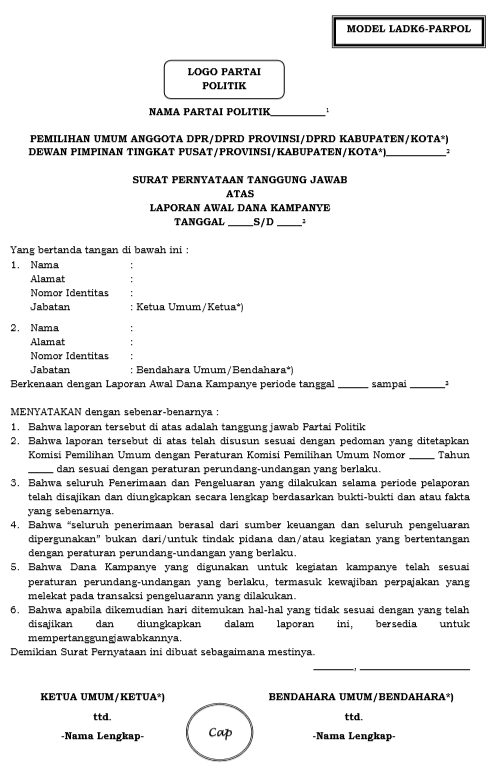 MODEL LADK6-PARPOL
LOGO PARTAI
POLITIK
NAMA PARTAI POLITIK__________¹
PEMILIHAN UMUM ANGGOTA DPR/DPRD PROVINSI/DPRD KABUPATEN/KOTA*)
DEWAN PIMPINAN TINGKAT PUSAT/PROVINSI/KABUPATEN/KOTA*)___________²
SURAT PERNYATAAN TANGGUNG JAWAB
ATAS
LAPORAN AWAL DANA KAMPANYE
TANGGAL _____S/D _____³
Yang bertanda tangan di bawah ini :
1. Nama :
Alamat :
Nomor Identitas :
Jabatan : Ketua Umum/Ketua*)
2. Nama :
Alamat :
Nomor Identitas :
Jabatan : Bendahara Umum/Bendahara*)
Berkenaan dengan Laporan Awal Dana Kampanye periode tanggal ______ sampai _______³
MENYATAKAN dengan sebenar-benarnya :
1. Bahwa laporan tersebut di atas adalah tanggung jawab Partai Politik
2. Bahwa laporan tersebut di atas telah disusun sesuai dengan pedoman yang ditetapkan
Komisi Pemilihan Umum dengan Peraturan Komisi Pemilihan Umum Nomor _____ Tahun
_____ dan sesuai dengan peraturan perundang-undangan yang berlaku.
3. Bahwa seluruh Penerimaan dan Pengeluaran yang dilakukan selama periode pelaporan
telah disajikan dan diungkapkan secara lengkap berdasarkan bukti-bukti dan atau fakta
yang sebenarnya.
4. Bahwa “seluruh penerimaan berasal dari sumber keuangan dan seluruh pengeluaran
dipergunakan” bukan dari/untuk tindak pidana dan/atau kegiatan yang bertentangan
dengan peraturan perundang-undangan yang berlaku.
5. Bahwa Dana Kampanye yang digunakan untuk kegiatan kampanye telah sesuai
peraturan perundang-undangan yang berlaku, termasuk kewajiban perpajakan yang
melekat pada transaksi pengeluarann yang dilakukan.
6. Bahwa apabila dikemudian hari ditemukan hal-hal yang tidak sesuai dengan yang telah
disajikan dan diungkapkan dalam laporan ini, bersedia untuk
mempertanggungjawabkannya.
Demikian Surat Pernyataan ini dibuat sebagaimana mestinya.
________, ______________________
KETUA UMUM/KETUA*) BENDAHARA UMUM/BENDAHARA*)
ttd. ttd.
Cap
-Nama Lengkap- -Nama Lengkap-